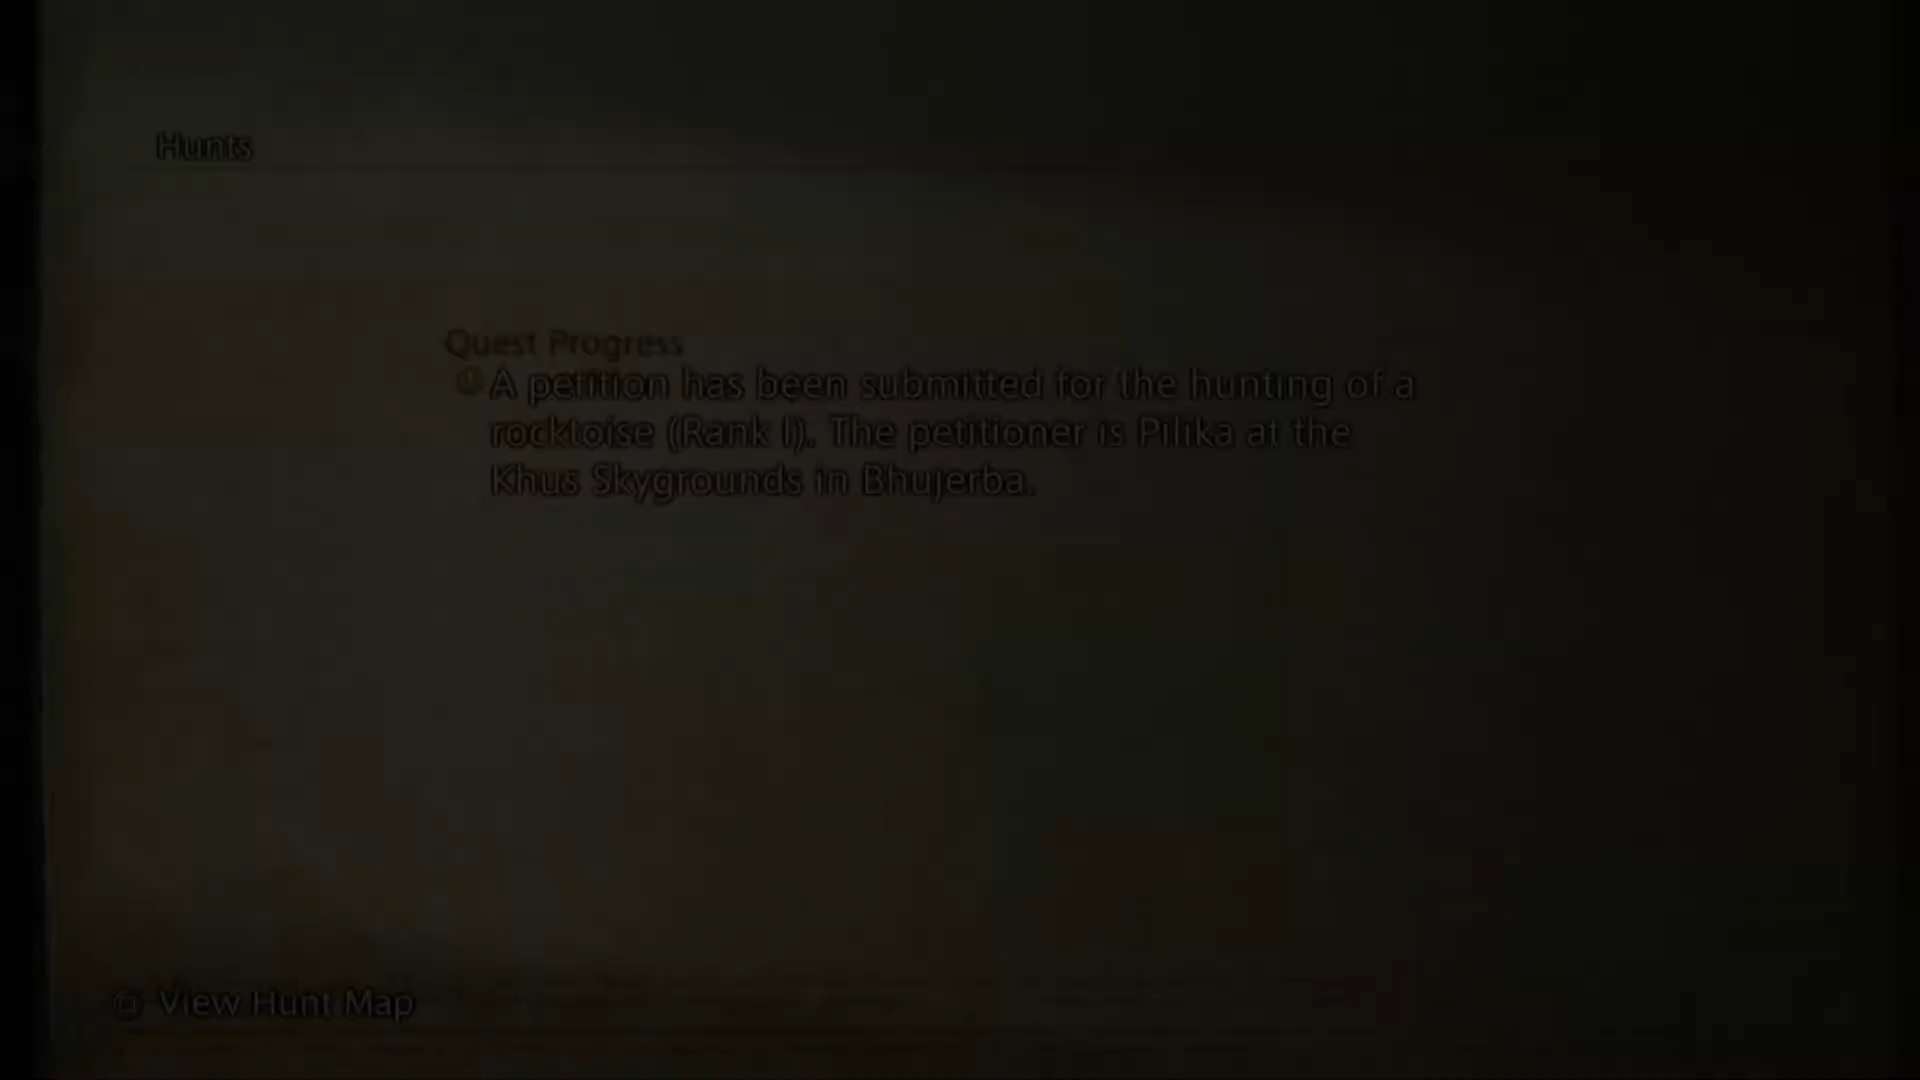 Hunts
Quest Progress
A petition has been submitted for the hunting of a
rocktoise (Rank I). The petitioner is Pilika at the
Khus Skygrounds in Bhujerba.
View Hunt Map